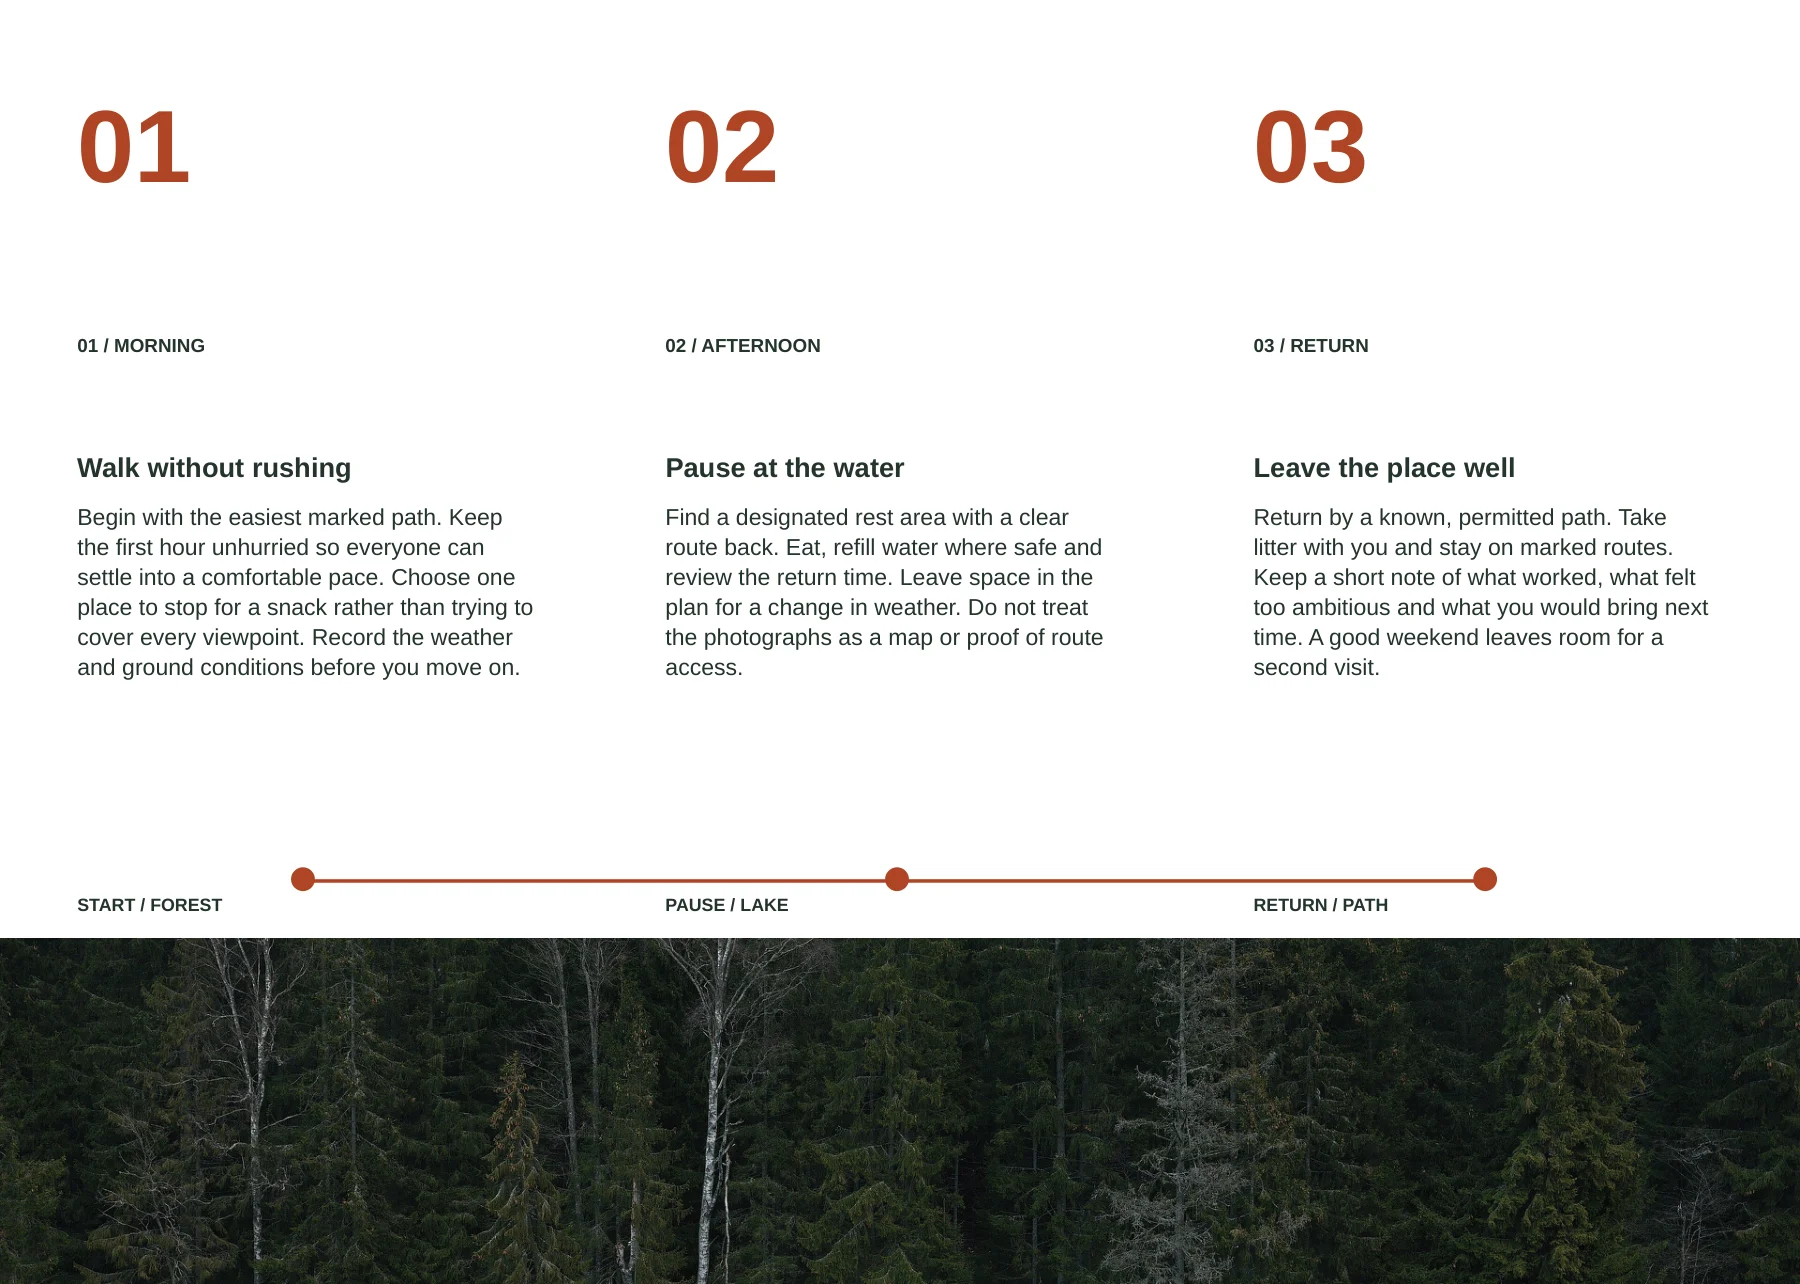 01
01 / MORNING
Walk without rushing
Begin with the easiest marked path. Keep
the first hour unhurried so everyone can
settle into a comfortable pace. Choose one
place to stop for a snack rather than trying to
cover every viewpoint. Record the weather
and ground conditions before you move on.
02
02 / AFTERNOON
Pause at the water
Find a designated rest area with a clear
route back. Eat, refill water where safe and
review the return time. Leave space in the
plan for a change in weather. Do not treat
the photographs as a map or proof of route
access.
03
03 / RETURN
Leave the place well
Return by a known, permitted path. Take
litter with you and stay on marked routes.
Keep a short note of what worked, what felt
too ambitious and what you would bring next
time. A good weekend leaves room for a
second visit.
START / FOREST
PAUSE / LAKE
RETURN / PATH